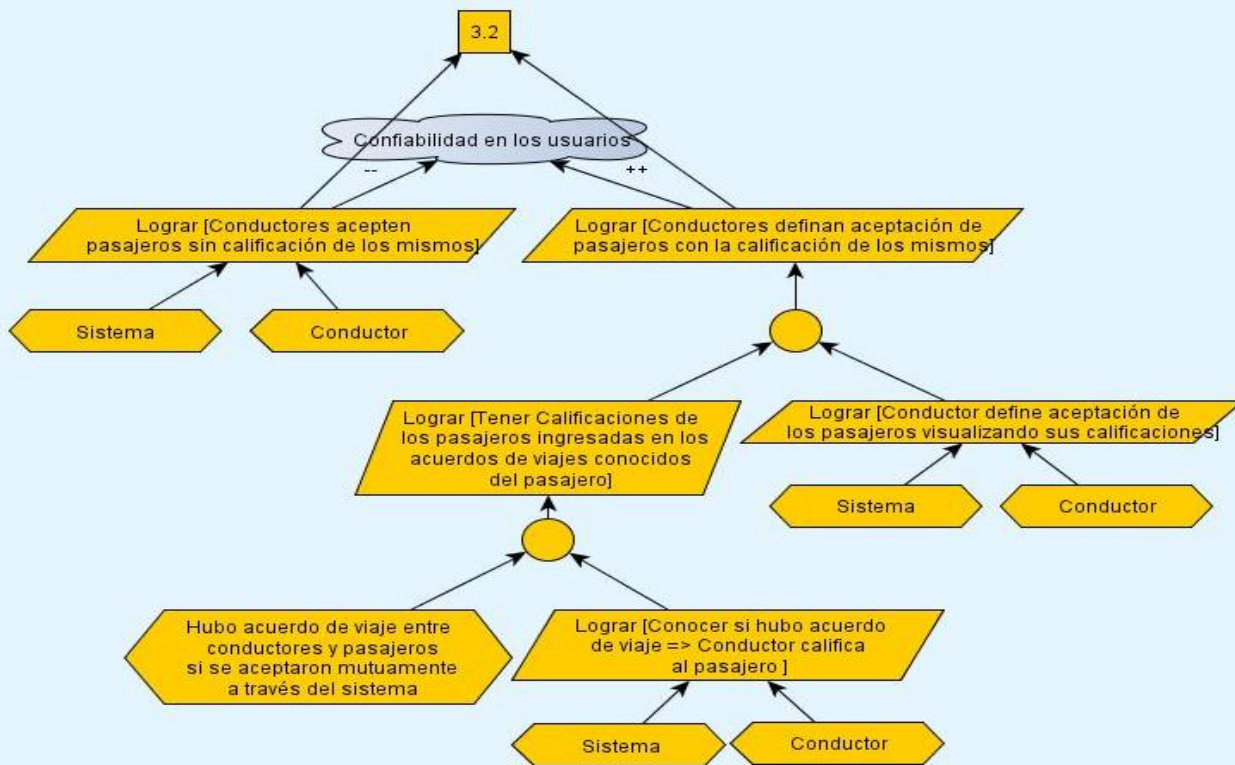 3.2
Confiabilidad en los usuarios
--
++
Lograr [Conductores acepten
pasajeros sin calificación de los mismos]
Lograr [Conductores definan aceptación de
pasajeros con la calificación de los mismos]
Sistema
Conductor
Lograr [Tener Calificaciones de
los pasajeros ingresadas en los
acuerdos de viajes conocidos
del pasajero]
Lograr [Conductor define aceptación de
los pasajeros visualizando sus calificaciones]
Sistema
Conductor
Hubo acuerdo de viaje entre
conductores y pasajeros
si se aceptaron mutuamente
a través del sistema
Lograr [Conocer si hubo acuerdo
de viaje => Conductor califica
al pasajero ]
Sistema
Conductor